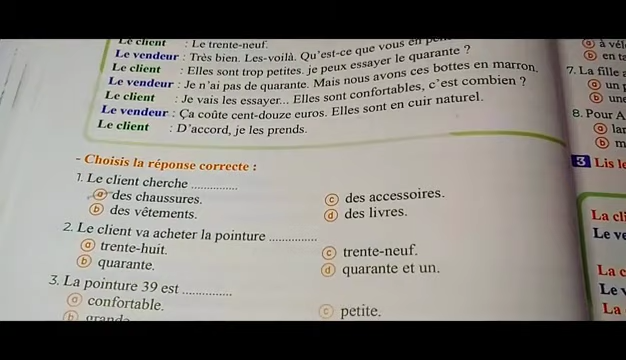 Le client : Le trente-neuf.
Le vendeur : Très bien. Les-voilà. Qu'est-ce que vous en
Le client : Elles sont trop petites. je peux essayer le quarante ?
Le vendeur : Je n'ai pas de quarante. Mais nous avons ces bottes en marron.
Le client : Je vais les essayer... Elles sont confortables, c'est combien ?
Le vendeur : Ça coûte cent-douze euros. Elles sont en cuir naturel.
Le client : D'accord, je les prends.
- Choisis la réponse correcte :
1. Le client cherche ..............
ⓐ des chaussures.
ⓒ des accessoires.
ⓑ des vêtements.
ⓓ des livres.
2. Le client va acheter la pointure ..............
ⓐ trente-huit.
ⓒ trente-neuf.
ⓑ quarante.
ⓓ quarante et un.
3. La pointure 39 est ..............
ⓐ confortable.
ⓒ petite.
ⓑ grande
ⓐ à vél
ⓑ en
7. La fille a
ⓐ un
ⓑ une
8. Pour A
ⓐ lar
ⓑ m
3 Lis le
La cli
Le ve
La c
Le v
La